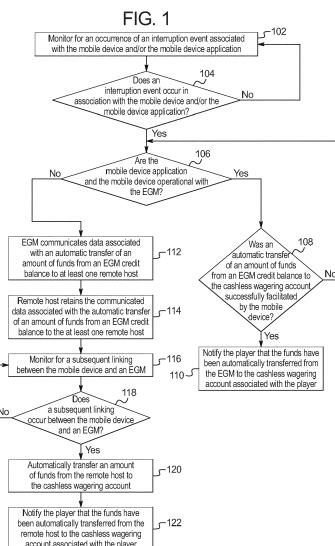 FIG. 1
102
Monitor for an occurrence of an interruption event associated
with the mobile device and/or the mobile device application
104
Does an
interruption event occur in
association with the mobile device and/or the
mobile device application?
No
Yes
106
Are the
mobile device application
and the mobile device operational with
the EGM?
No
Yes
108
Was an
automatic transfer
of an amount of funds
from an EGM credit balance to
the cashless wagering account
successfully facilitated
by the mobile
device?
No
Yes
110
Notify the player that the funds have
been automatically transferred from
the EGM to the cashless wagering
account associated with the player
112
EGM communicates data associated
with an automatic transfer of an
amount of funds from an EGM credit
balance to at least one remote host
114
Remote host retains the communicated
data associated with the automatic transfer
of an amount of funds from an EGM credit
balance to the at least one remote host
116
Monitor for a subsequent linking
between the mobile device and an EGM
118
Does
a subsequent linking
occur between the mobile device
and an EGM?
No
Yes
120
Automatically transfer an amount
of funds from the remote host to
the cashless wagering account
122
Notify the player that the funds have
been automatically transferred from the
remote host to the cashless wagering
account associated with the player